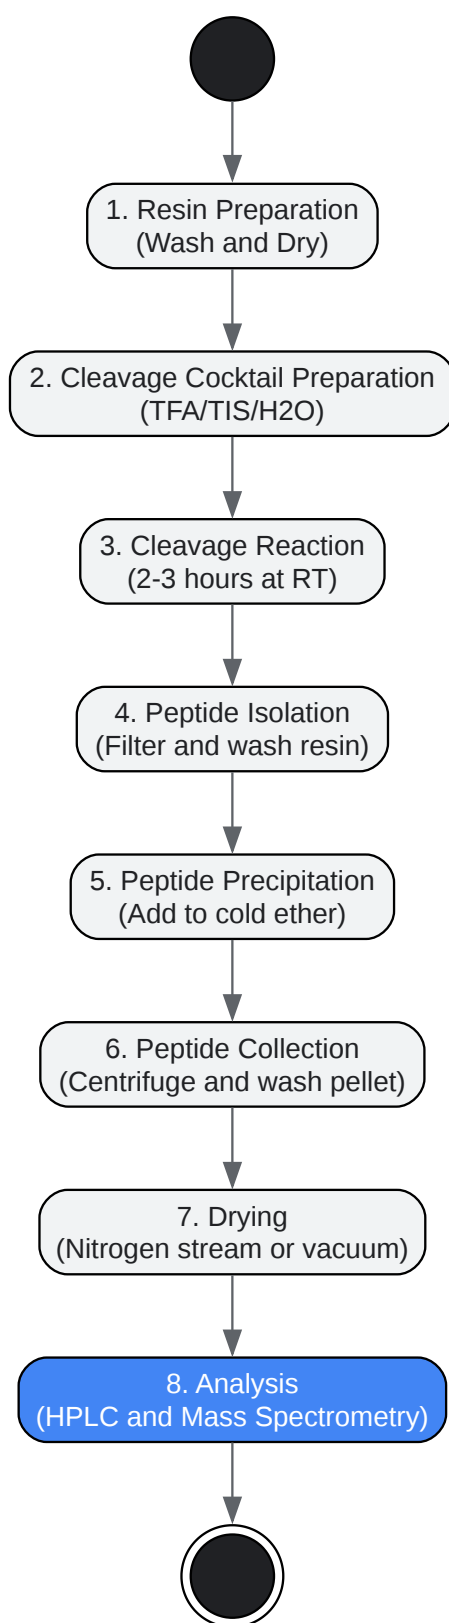 1. Resin Preparation
(Wash and Dry)
2. Cleavage Cocktail Preparation
(TFA/TIS/H2O)
3. Cleavage Reaction
(2-3 hours at RT)
4. Peptide Isolation
(Filter and wash resin)
5. Peptide Precipitation
(Add to cold ether)
6. Peptide Collection
(Centrifuge and wash pellet)
7. Drying
(Nitrogen stream or vacuum)
8. Analysis
(HPLC and Mass Spectrometry)